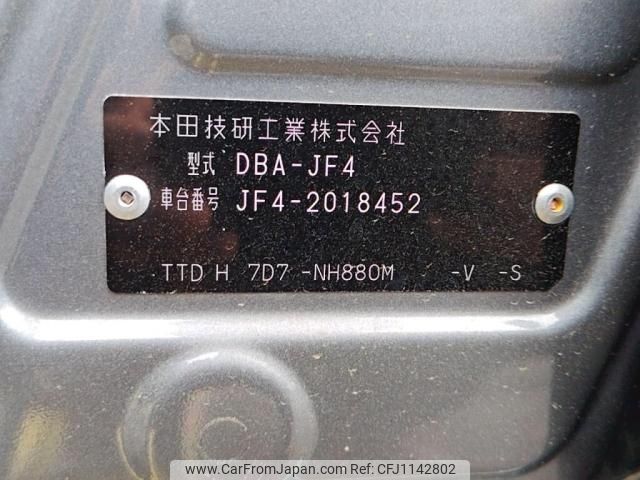 本田技研工業株式会社
型式 DBA-JF4
車台番号 JF4-2018452
TTD H 7D7 -NH880M -V -S
www.CarFromJapan.com | Ref No. CFJ1142802